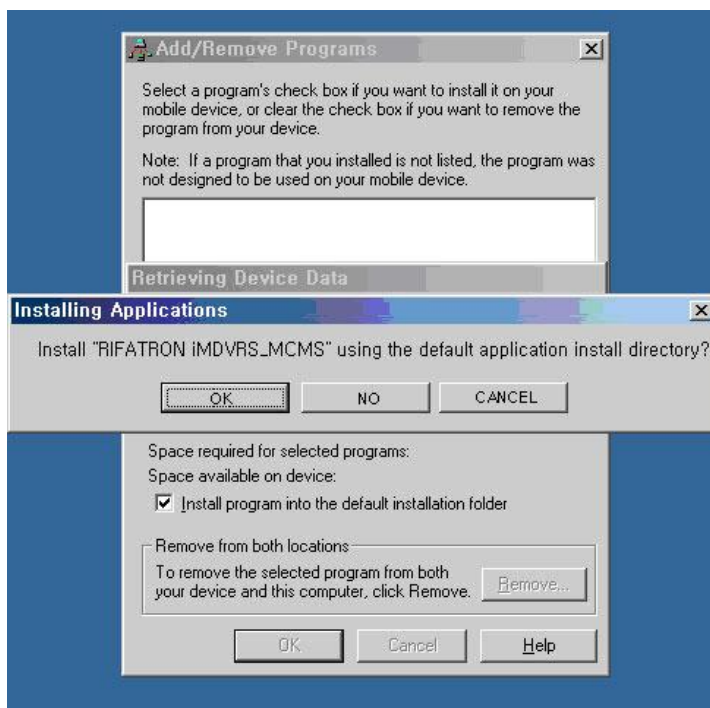 Add/Remove Programs
Select a program's check box if you want to install it on your
mobile device, or clear the check box if you want to remove the
program from your device.
Note: If a program that you installed is not listed, the program was
not designed to be used on your mobile device.
Retrieving Device Data
Installing Applications
Install "RIFATRON iMDVRS_MCMS" using the default application install directory?
OK NO CANCEL
Space required for selected programs:
Space available on device:
Install program into the default installation folder
Remove from both locations
To remove the selected program from both
your device and this computer, click Remove.
Remove...
OK Cancel Help